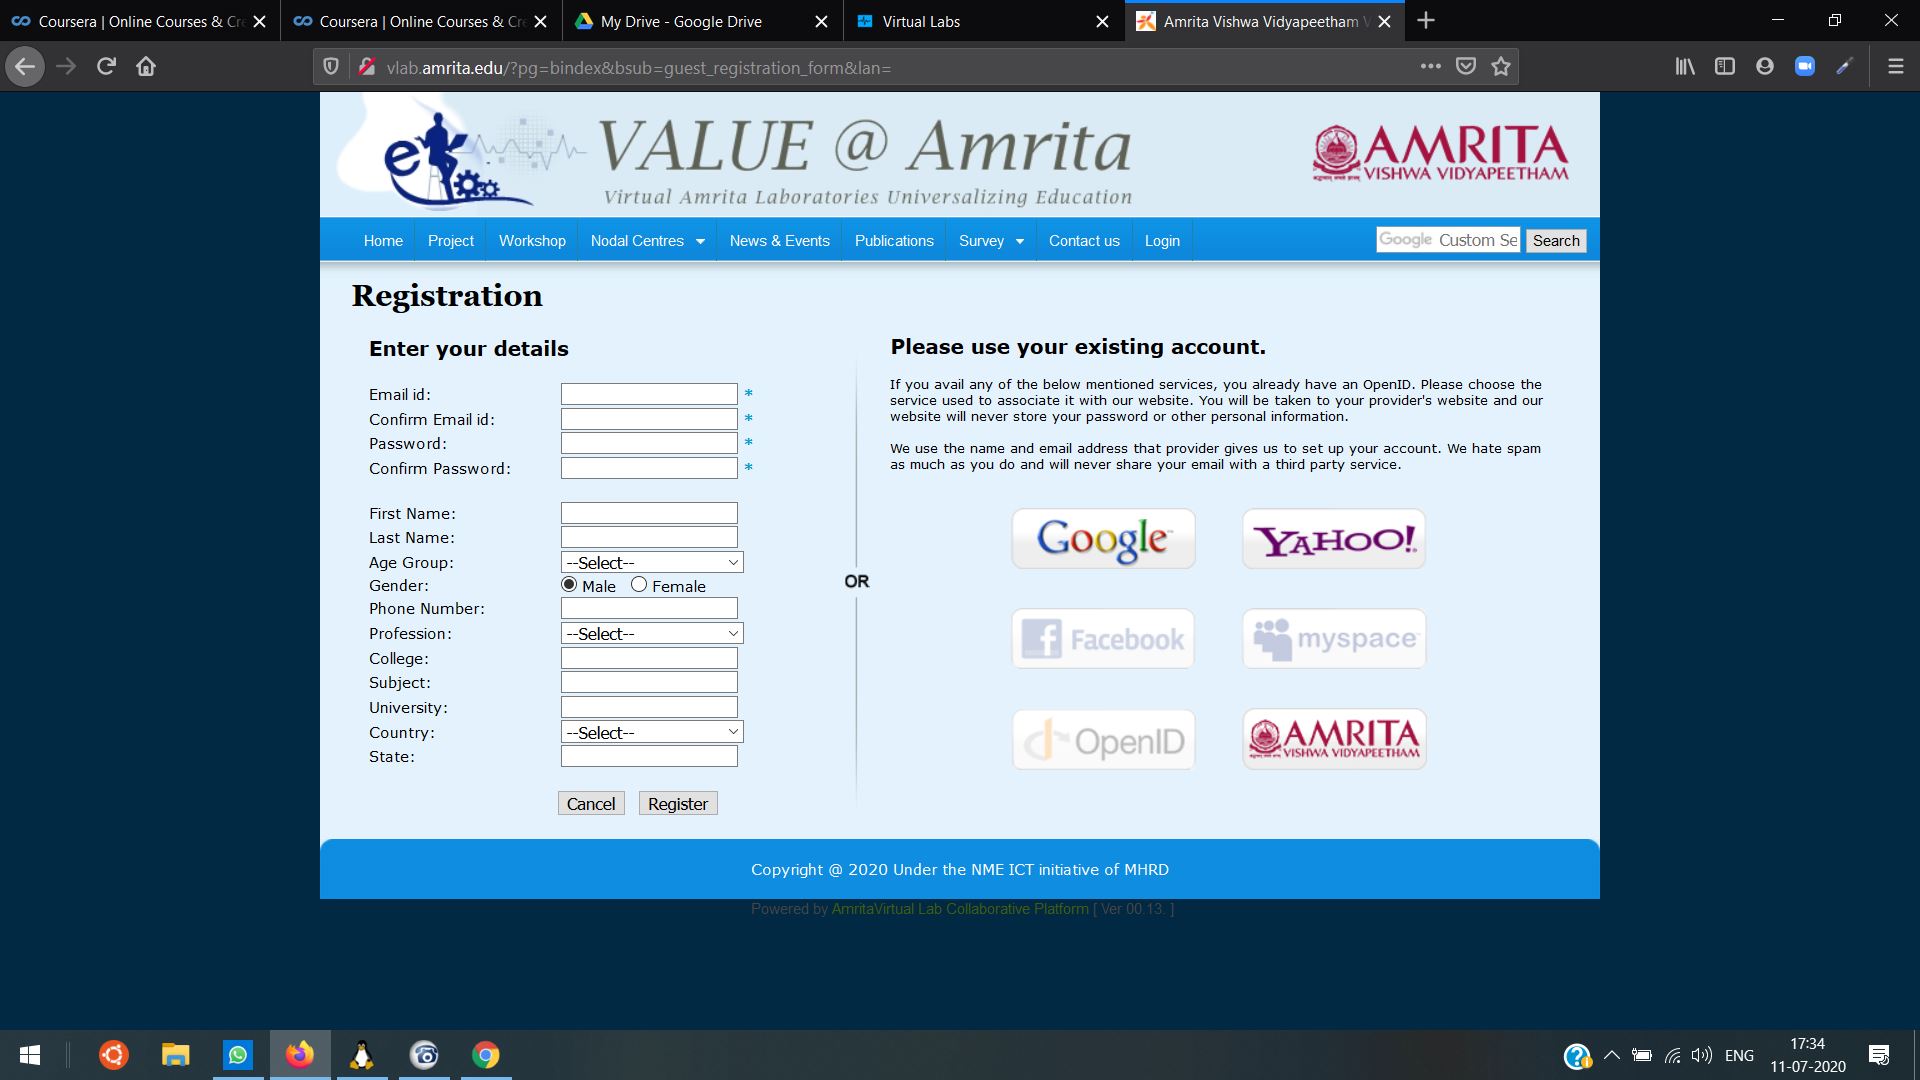 Coursera | Online Courses & Cre
Coursera | Online Courses & Cre
My Drive - Google Drive
Virtual Labs
Amrita Vishwa Vidyapeetham V
vlab.amrita.edu/?pg=bindex&bsub=guest_registration_form&lan=
e
VALUE @ Amrita
Virtual Amrita Laboratories Universalizing Education
AMRITA
VISHWA VIDYAPEETHAM
Home Project Workshop Nodal Centres News & Events Publications Survey Contact us Login
Google Custom Se Search
Registration
Enter your details
Email id: *
Confirm Email id: *
Password: *
Confirm Password: *
First Name:
Last Name:
Age Group: --Select--
Gender: Male Female
Phone Number:
Profession: --Select--
College:
Subject:
University:
Country: --Select--
State:
Cancel Register
OR
Please use your existing account.
If you avail any of the below mentioned services, you already have an OpenID. Please choose the
service used to associate it with our website. You will be taken to your provider's website and our
website will never store your password or other personal information.
We use the name and email address that provider gives us to set up your account. We hate spam
as much as you do and will never share your email with a third party service.
Google™ YAHOO!
f Facebook myspace
OpenID AMRITA
VISHWA VIDYAPEETHAM
Copyright @ 2020 Under the NME ICT initiative of MHRD
Powered by AmritaVirtual Lab Collaborative Platform [ Ver 00.13. ]
ENG
17:34
11-07-2020